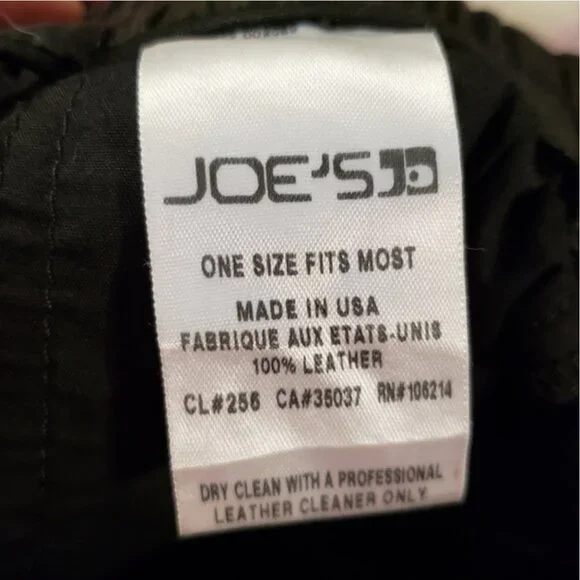 JOE'S
ONE SIZE FITS MOST
MADE IN USA
FABRIQUE AUX ETATS-UNIS
100% LEATHER
CL#256 CA#35037 RN#106214
DRY CLEAN WITH A PROFESSIONAL
LEATHER CLEANER ONLY